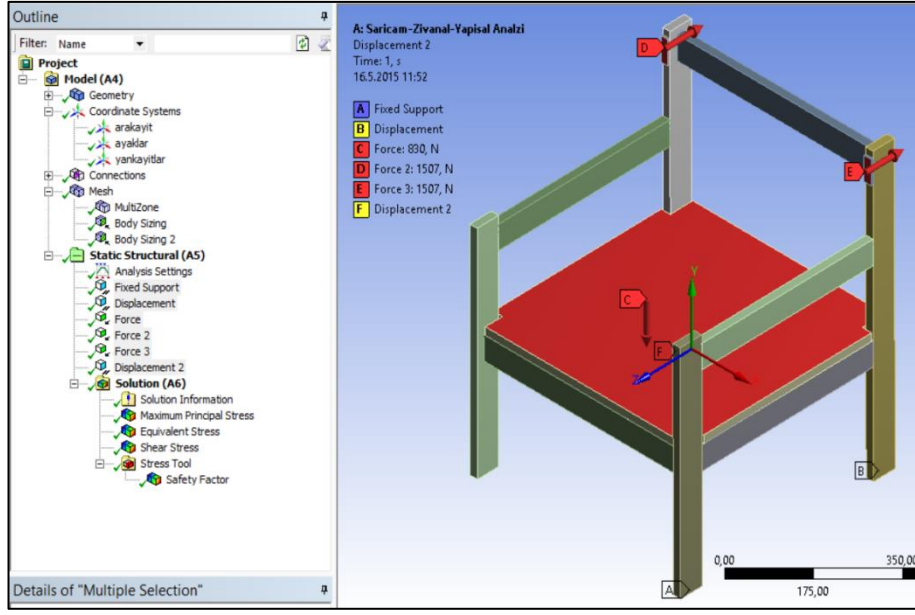 Outline
Filter: Name
Project
Model (A4)
Geometry
Coordinate Systems
arakayit
ayaklar
yankayitlar
Connections
Mesh
MultiZone
Body Sizing
Body Sizing 2
Static Structural (A5)
Analysis Settings
Fixed Support
Displacement
Force
Force 2
Force 3
Displacement 2
Solution (A6)
Solution Information
Maximum Principal Stress
Equivalent Stress
Shear Stress
Stress Tool
Safety Factor
Details of "Multiple Selection"
A: Saricam-Zivanal-Yapisal Analzi
Displacement 2
Time: 1, s
16.5.2015 11:52
A Fixed Support
B Displacement
C Force: 830, N
D Force 2: 1507, N
E Force 3: 1507, N
F Displacement 2
D
E
C
Y
F
Z
B
A
0,00
350,00
175,00